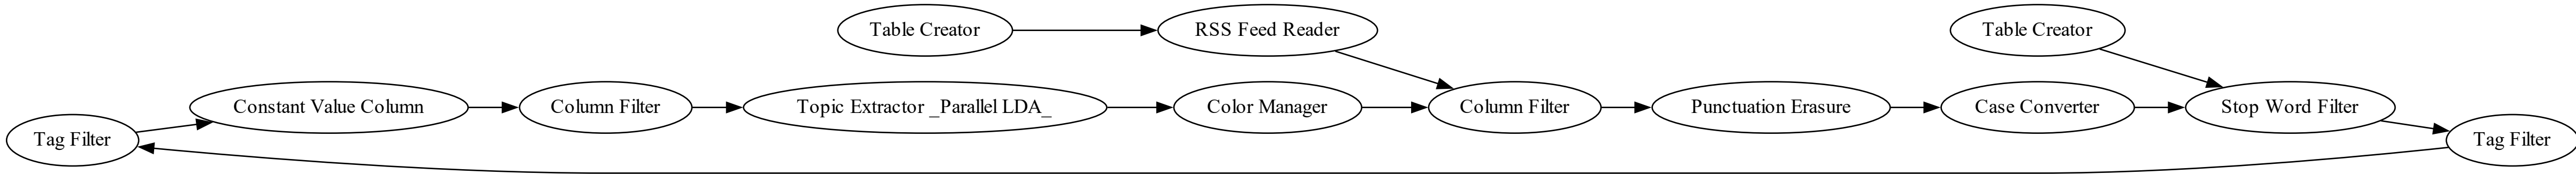 Table Creator
RSS Feed Reader
Table Creator
Constant Value Column
Column Filter
Topic Extractor _Parallel LDA_
Color Manager
Column Filter
Punctuation Erasure
Case Converter
Stop Word Filter
Tag Filter
Tag Filter